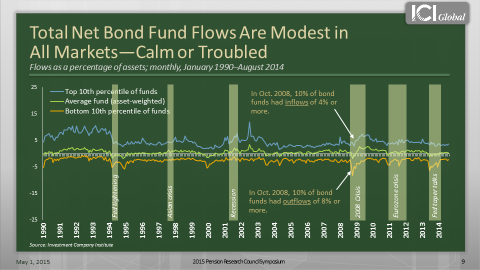 ICI Global
Total Net Bond Fund Flows Are Modest in
All Markets—Calm or Troubled
Flows as a percentage of assets; monthly, January 1990–August 2014
25
15
5
-5
-15
-25
Top 10th percentile of funds
Average fund (asset-weighted)
Bottom 10th percentile of funds
In Oct. 2008, 10% of bond
funds had inflows of 4% or
more.
In Oct. 2008, 10% of bond
funds had outflows of 8% or
more.
Fed tightening
Asian crisis
Recession
2008 Crisis
Eurozone crisis
Fed taper talks
1990 1991 1992 1993 1994 1995 1996 1997 1998 1999 2000 2001 2002 2003 2004 2005 2006 2007 2008 2009 2010 2011 2012 2013 2014
Source: Investment Company Institute
May 1, 2015
2015 Pension Research Council Symposium
9